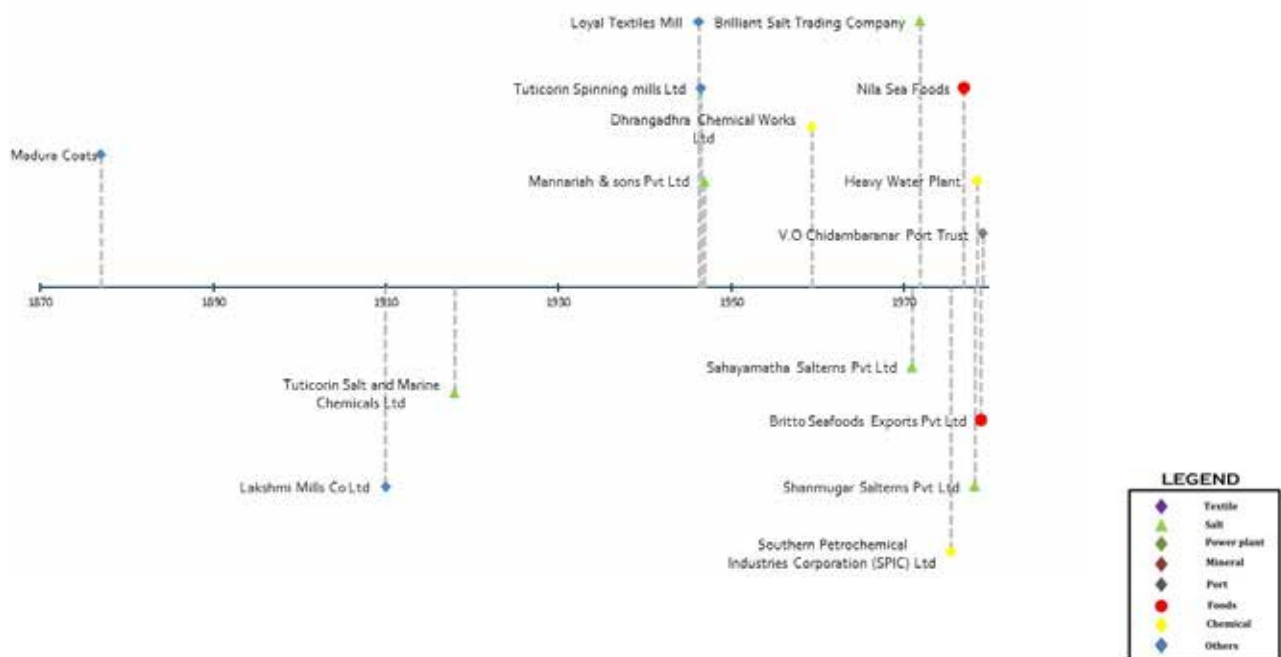 Loyal Textiles Mill
Brilliant Salt Trading Company
Tuticorin Spinning mills Ltd
Nila Sea Foods
Dhrangadhra Chemical Works
Ltd
Madura Coats
Mannariah & sons Pvt Ltd
Heavy Water Plant
V.O Chidambaranar Port Trust
1870
1890
1910
1930
1950
1970
Sahayamatha Salterns Pvt Ltd
Tuticorin Salt and Marine
Chemicals Ltd
Britto Seafoods Exports Pvt Ltd
Lakshmi Mills Co Ltd
Shanmugar Salterns Pvt Ltd
Southern Petrochemical
Industries Corporation (SPIC) Ltd
LEGEND
Textile
Salt
Power plant
Mineral
Port
Foods
Chemical
Others